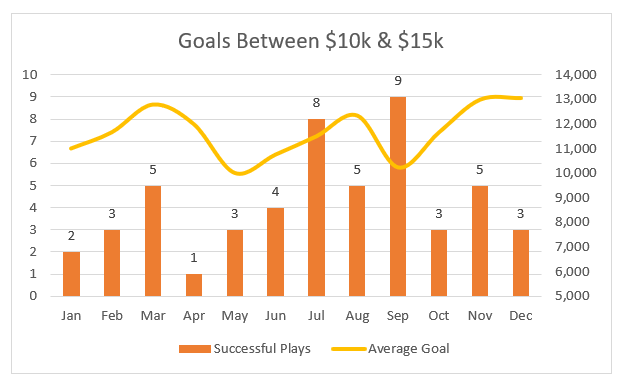 Goals Between $10k & $15k
10 14,000
9 9 13,000
8 8 12,000
7 11,000
6 5 5 5 10,000
5 4 9,000
4 3 3 3 3 8,000
3 2 7,000
2 1 6,000
1 5,000
0
Jan Feb Mar Apr May Jun Jul Aug Sep Oct Nov Dec
Successful Plays Average Goal